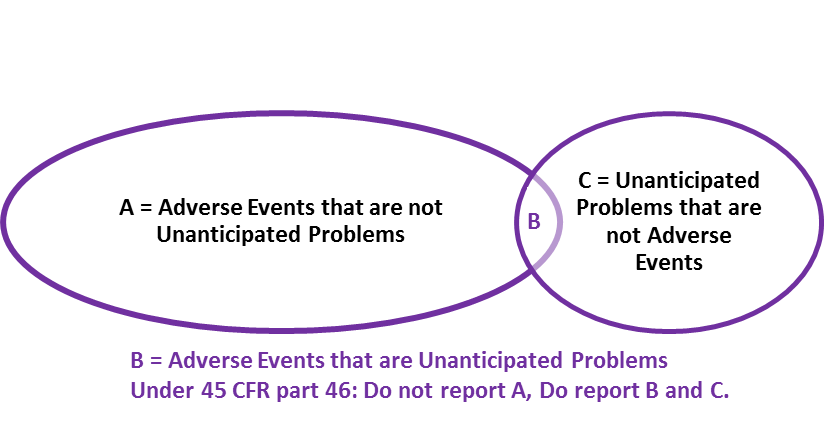 A = Adverse Events that are not
Unanticipated Problems
B
C = Unanticipated
Problems that are
not Adverse
Events
B = Adverse Events that are Unanticipated Problems
Under 45 CFR part 46: Do not report A, Do report B and C.